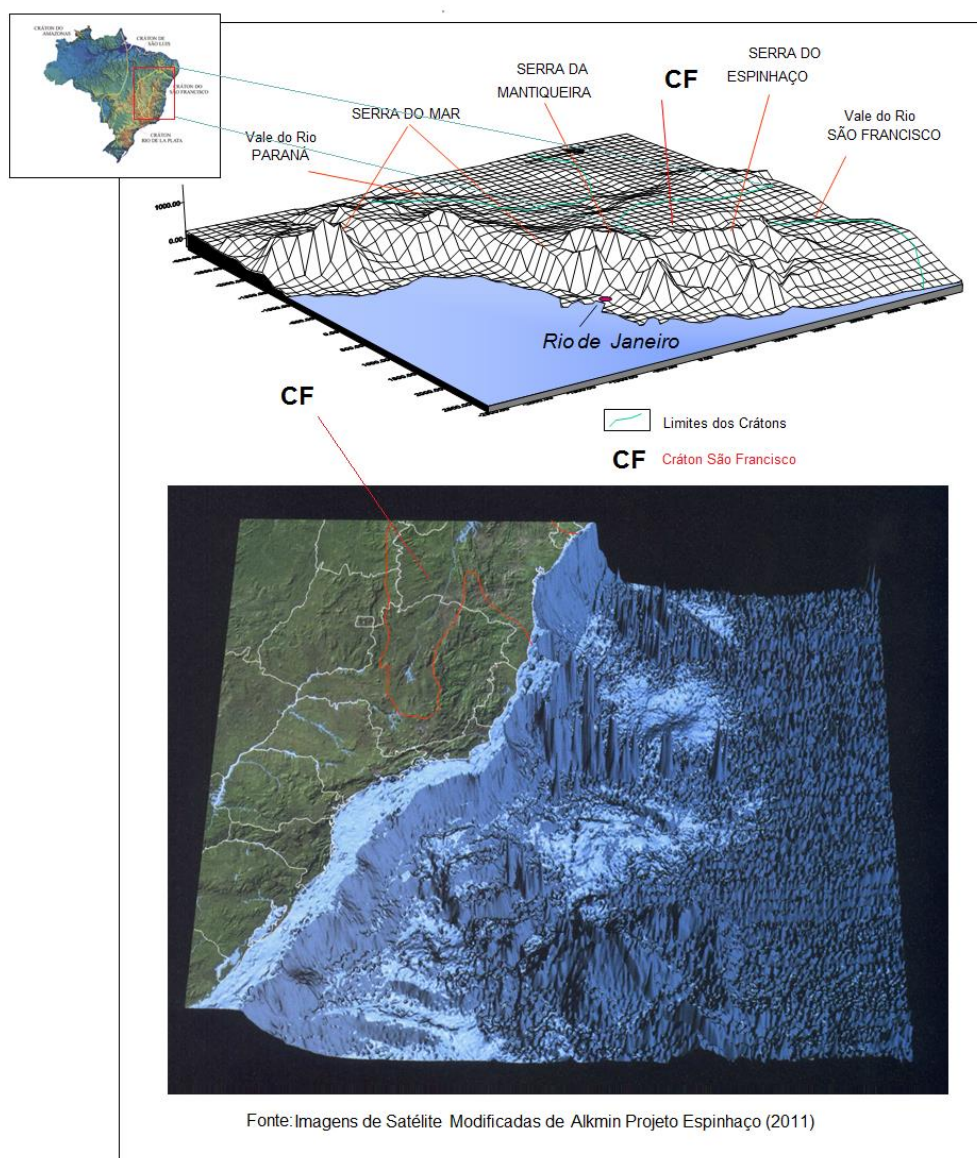 CRÁTON DO
AMAZONAS
CRÁTON DE
SÃO LUIS
CRÁTON DO
SÃO FRANCISCO
CRÁTON
RIO DE LA PLATA
SERRA DO MAR
Vale do Rio
PARANÁ
SERRA DA
MANTIQUEIRA
CF
SERRA DO
ESPINHAÇO
Vale do Rio
SÃO FRANCISCO
1000.00
0.00
Rio de Janeiro
CF
Limites dos Crátons
CF Cráton São Francisco
Fonte:Imagens de Satélite Modificadas de Alkmin Projeto Espinhaço (2011)